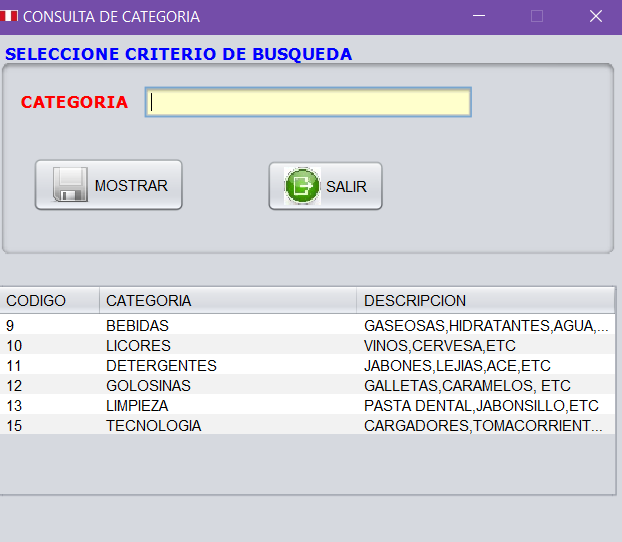 CONSULTA DE CATEGORIA
SELECCIONE CRITERIO DE BUSQUEDA
CATEGORIA
MOSTRAR SALIR
CODIGO CATEGORIA DESCRIPCION
9 BEBIDAS GASEOSAS,HIDRATANTES,AGUA,...
10 LICORES VINOS,CERVESA,ETC
11 DETERGENTES JABONES,LEJIAS,ACE,ETC
12 GOLOSINAS GALLETAS,CARAMELOS, ETC
13 LIMPIEZA PASTA DENTAL,JABONSILLO,ETC
15 TECNOLOGIA CARGADORES,TOMACORRIENT...